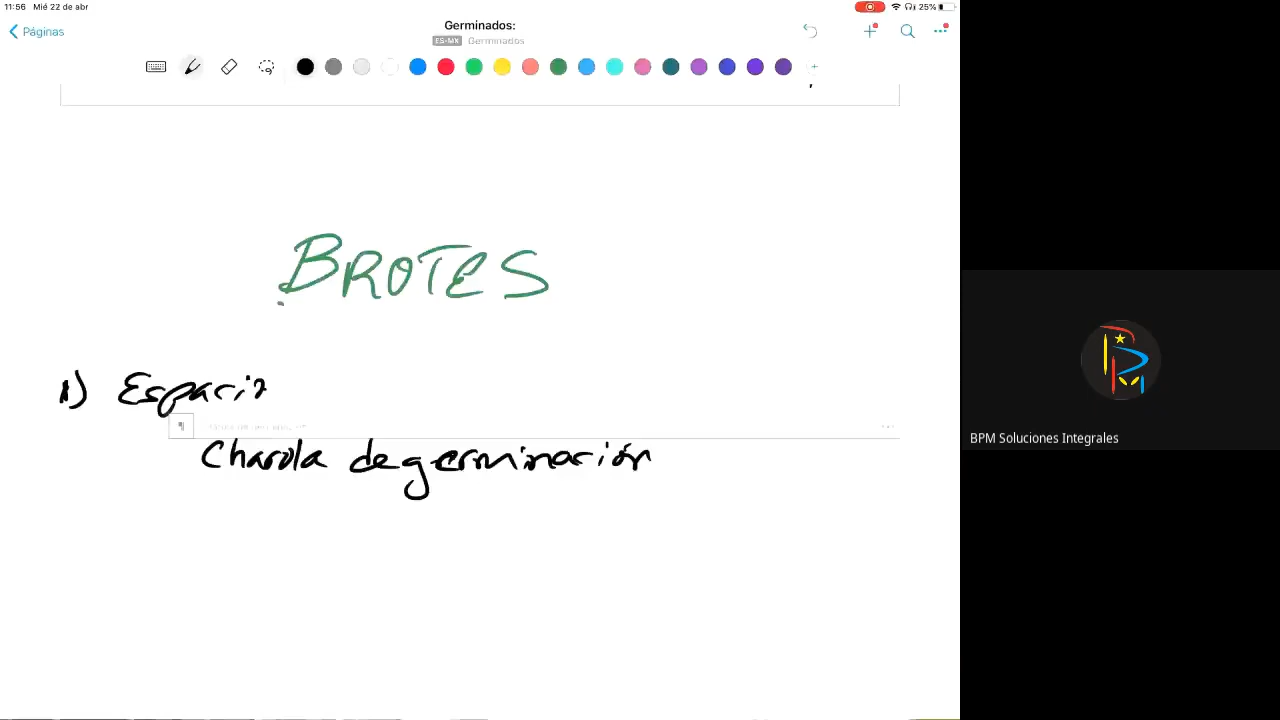 11:56 Mié 22 de abr
25%
Páginas
Germinados:
ES-MX Germinados
BROTES
1) Espacio
Charola de germinación
BPM Soluciones Integrales